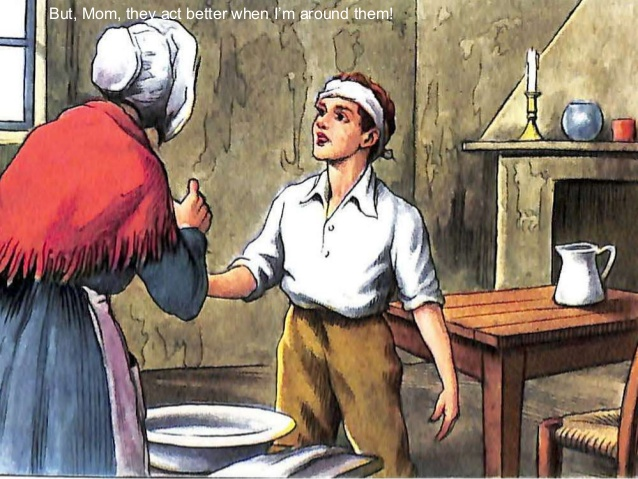 But, Mom, they act better when I'm around them!